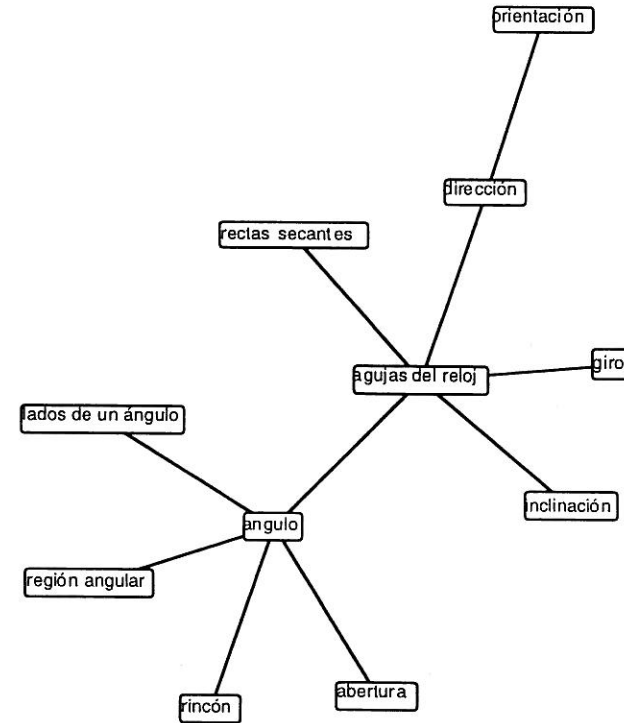 orientación
dirección
rectas secantes
agujas del reloj
giro
lados de un ángulo
inclinación
angulo
región angular
abertura
rincón